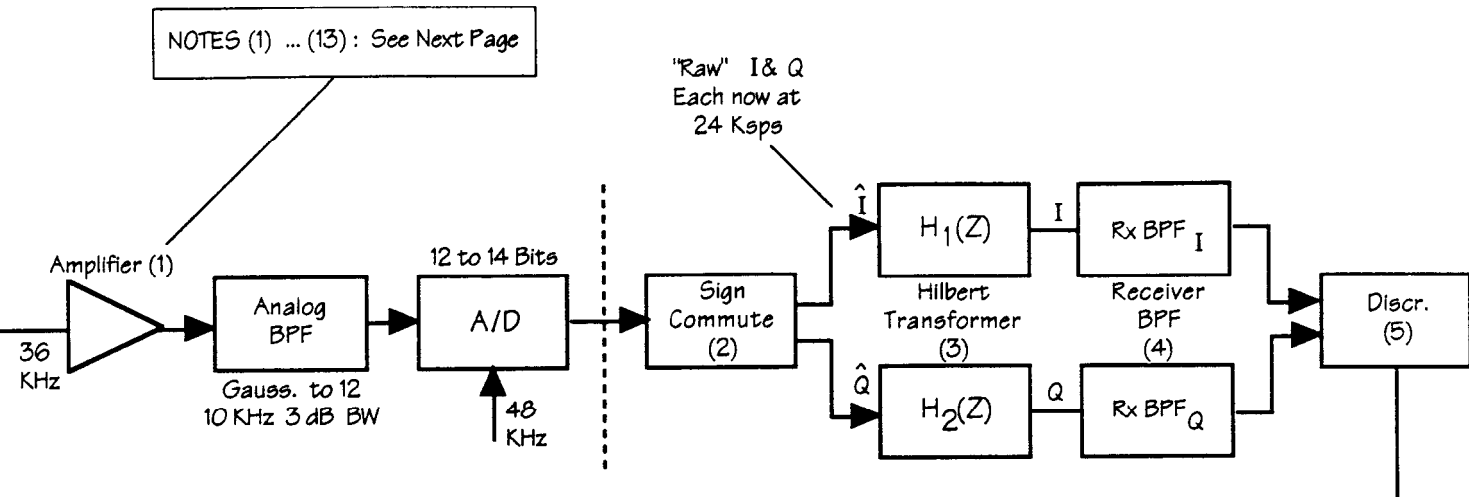 NOTES (1) ... (13) : See Next Page
"Raw" I & Q
Each now at
24 Ksps
Amplifier (1)
36
KHz
Analog
BPF
Gauss. to 12
10 KHz 3 dB BW
12 to 14 Bits
A/D
48
KHz
Sign
Commute
(2)
Î
H1(Z)
I
Rx BPF I
Hilbert
Transformer
(3)
Receiver
BPF
(4)
Q̂
H2(Z)
Q
Rx BPF Q
Discr.
(5)